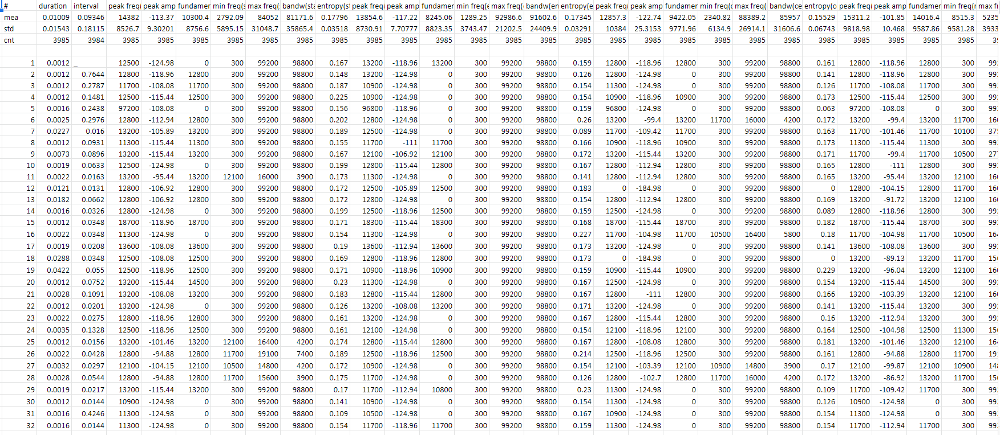 # duration interval peak freq( peak amp fundamer min freq(s max freq(s bandw(sta entropy(st peak freq( peak amp fundamer min freq(e max freq(e bandw(en entropy(e peak freq( peak amp fundamer min freq(c max freq(c bandw(ce entropy(c peak freq( peak amp fundamer min freq(r max fr
mea 0.01009 0.09346 14382 -113.37 10300.4 2792.09 84052 81171.6 0.17796 13854.6 -117.22 8245.06 1289.25 92986.6 91602.6 0.17345 12857.3 -122.74 9422.05 2340.82 88389.2 85957 0.15529 15311.2 -101.85 14016.4 8515.3 5235
std 0.01543 0.18115 8526.7 9.30201 8756.6 5895.15 31048.7 35865.4 0.03518 8730.91 7.70777 8823.35 3743.47 21202.5 24409.9 0.03291 10384 25.3153 9771.96 6134.9 26914.1 31606.6 0.06743 9818.98 10.468 9587.86 9581.28 3933
cnt 3985 3984 3985 3985 3985 3985 3985 3985 3985 3985 3985 3985 3985 3985 3985 3985 3985 3985 3985 3985 3985 3985 3985 3985 3985 3985 3985 39
1 0.0012 _ 12500 -124.98 0 300 99200 98800 0.167 13200 -118.96 13200 300 99200 98800 0.159 12800 -118.96 12800 300 99200 98800 0.161 12800 -118.96 12800 300 99
2 0.0012 0.7644 12800 -118.96 12800 300 99200 98800 0.148 13200 -124.98 0 300 99200 98800 0.126 12800 -124.98 0 300 99200 98800 0.141 12800 -118.96 12800 300 99
3 0.0012 0.2787 11700 -108.08 11700 300 99200 98800 0.187 10900 -124.98 0 300 99200 98800 0.154 11300 -124.98 0 300 99200 98800 0.126 11700 -108.08 11700 300 99
4 0.0012 0.1481 12500 -115.44 12500 300 99200 98800 0.225 10900 -124.98 0 300 99200 98800 0.154 10900 -118.96 10900 300 99200 98800 0.173 12500 -115.44 12500 300 99
5 0.0016 0.2438 97200 -108.08 0 300 99200 98800 0.156 96800 -118.96 0 300 99200 98800 0.159 96800 -124.98 0 300 99200 98800 0.063 97200 -108.08 0 300 99
6 0.0025 0.2976 12800 -112.94 12800 300 99200 98800 0.202 12800 -124.98 0 300 99200 98800 0.26 13200 -99.4 13200 11700 16000 4200 0.172 13200 -99.4 13200 11700 160
7 0.0227 0.016 13200 -105.89 13200 300 99200 98800 0.189 12500 -124.98 0 300 99200 98800 0.089 11700 -109.42 11700 300 99200 98800 0.163 11700 -101.46 11700 10100 375
8 0.0012 0.0931 11300 -115.44 11300 300 99200 98800 0.155 11700 -111 11700 300 99200 98800 0.166 10900 -118.96 10900 300 99200 98800 0.173 11300 -115.44 11300 300 99
9 0.0073 0.0896 13200 -115.44 13200 300 99200 98800 0.167 12100 -106.92 12100 300 99200 98800 0.172 13200 -115.44 13200 300 99200 98800 0.171 11700 -99.4 11700 10500 27
10 0.0019 0.0633 12500 -124.98 0 300 99200 98800 0.199 12800 -115.44 12800 300 99200 98800 0.167 12800 -112.94 12800 300 99200 98800 0.165 12800 -111 12800 300 99
11 0.0022 0.0163 13200 -95.44 13200 12100 16000 3900 0.173 11300 -124.98 0 300 99200 98800 0.141 12800 -112.94 12800 300 99200 98800 0.165 13200 -95.44 13200 12100 160
12 0.0121 0.0131 12800 -106.92 12800 300 99200 98800 0.172 12500 -105.89 12500 300 99200 98800 0.183 0 -184.98 0 300 99200 98800 0 12800 -104.15 12800 11700 160
13 0.0182 0.0662 12800 -106.92 12800 300 99200 98800 0.172 12800 -124.98 0 300 99200 98800 0.154 12800 -112.94 12800 300 99200 98800 0.169 13200 -91.72 13200 12100 160
14 0.0016 0.0326 12800 -124.98 0 300 99200 98800 0.199 12500 -118.96 12500 300 99200 98800 0.159 12500 -124.98 0 300 99200 98800 0.089 12800 -118.96 12800 300 99
15 0.0012 0.0348 18700 -118.96 18700 300 99200 98800 0.171 18300 -115.44 18300 300 99200 98800 0.168 18700 -115.44 18700 300 99200 98800 0.182 18700 -115.44 18700 300 99
16 0.0022 0.0348 11300 -124.98 0 300 99200 98800 0.154 11300 -124.98 0 300 99200 98800 0.227 11700 -104.98 11700 10500 16400 5800 0.18 11700 -104.98 11700 10500 164
17 0.0019 0.0208 13600 -108.08 13600 300 99200 98800 0.19 13600 -112.94 13600 300 99200 98800 0.173 13200 -124.98 0 300 99200 98800 0.141 13600 -108.08 13600 300 99
18 0.0288 0.0348 12500 -108.08 12500 300 99200 98800 0.169 12800 -118.96 12800 300 99200 98800 0.173 0 -184.98 0 300 99200 98800 0 13200 -89.13 13200 11700 150
19 0.0422 0.055 12500 -118.96 12500 300 99200 98800 0.171 10900 -118.96 10900 300 99200 98800 0.159 10900 -115.44 10900 300 99200 98800 0.229 13200 -96.04 13200 12100 160
20 0.0012 0.0752 13200 -115.44 14500 300 99200 98800 0.23 11300 -124.98 0 300 99200 98800 0.167 12500 -124.98 0 300 99200 98800 0.154 13200 -115.44 14500 300 99
21 0.0028 0.1091 13200 -108.08 13200 300 99200 98800 0.183 12800 -115.44 12800 300 99200 98800 0.167 12800 -111 12800 300 99200 98800 0.166 13200 -103.39 13200 12100 160
22 0.0012 0.0201 13200 -124.98 0 300 99200 98800 0.126 13200 -108.08 13200 300 99200 98800 0.171 13200 -124.98 0 300 99200 98800 0.141 13200 -115.44 13200 300 99
23 0.0022 0.0275 12800 -118.96 12800 300 99200 98800 0.161 13200 -124.98 0 300 99200 98800 0.167 12800 -115.44 12800 300 99200 98800 0.16 13200 -112.94 13200 300 99
24 0.0035 0.1328 12500 -118.96 12500 300 99200 98800 0.161 12100 -124.98 0 300 99200 98800 0.154 12100 -118.96 12100 300 99200 98800 0.164 12500 -104.98 12500 11300 150
25 0.0012 0.0156 13200 -101.46 13200 12100 16400 4200 0.174 12800 -115.44 12800 300 99200 98800 0.167 12800 -108.08 12800 300 99200 98800 0.181 13200 -101.46 13200 12100 164
26 0.0022 0.0428 12800 -94.88 12800 11700 19100 7400 0.189 12500 -118.96 12500 300 99200 98800 0.214 12500 -118.96 12500 300 99200 98800 0.161 12800 -94.88 12800 11700 191
27 0.0032 0.0297 12100 -104.15 12100 10500 14800 4200 0.172 10900 -124.98 0 300 99200 98800 0.154 12100 -103.39 12100 10900 14800 3900 0.17 12100 -99.87 12100 10900 148
28 0.0028 0.0544 12800 -94.88 12800 11700 15600 3900 0.175 11700 -124.98 0 300 99200 98800 0.126 12800 -102.7 12800 11700 16000 4200 0.172 13200 -86.92 13200 11700 150
29 0.0019 0.0217 13200 -115.44 13200 300 99200 98800 0.17 11700 -112.94 10800 300 99200 98800 0.23 11300 -124.98 0 300 99200 98800 0.109 11700 -109.42 11700 300 99
30 0.0012 0.0144 10900 -124.98 0 300 99200 98800 0.141 10900 -124.98 0 300 99200 98800 0.154 11300 -124.98 0 300 99200 98800 0.126 10900 -124.98 0 300 99
31 0.0016 0.4246 11300 -124.98 0 300 99200 98800 0.109 10500 -124.98 0 300 99200 98800 0.167 10900 -124.98 0 300 99200 98800 0.154 11300 -124.98 0 300 99
32 0.0016 0.0144 11300 -124.98 0 300 99200 98800 0.154 11700 -118.96 11700 300 99200 98800 0.159 11300 -124.98 0 300 99200 98800 0.154 11700 -112.94 11700 300 99